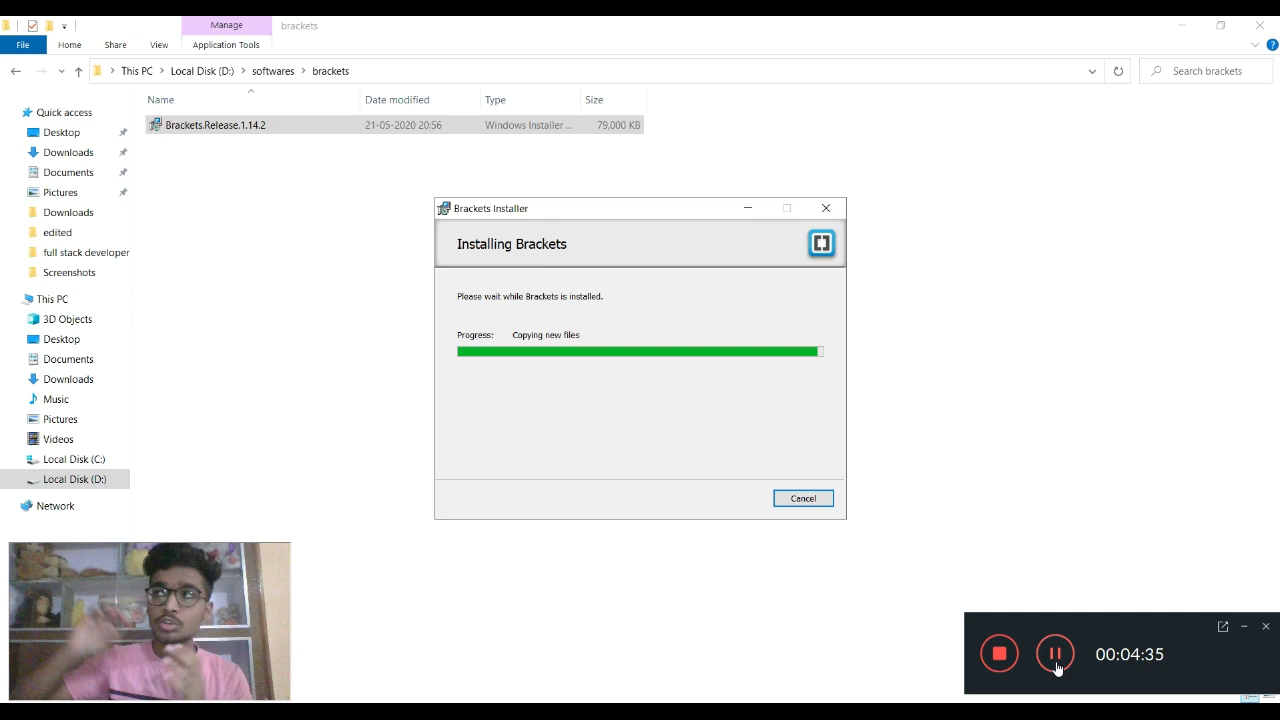 Manage
brackets
File
Home
Share
View
Application Tools
This PC
Local Disk (D:)
softwares
brackets
Search brackets
Name
Date modified
Type
Size
Brackets.Release.1.14.2
21-05-2020 20:56
Windows Installer ...
79,000 KB
Quick access
Desktop
Downloads
Documents
Pictures
Downloads
edited
full stack developer
Screenshots
This PC
3D Objects
Desktop
Documents
Downloads
Music
Pictures
Videos
Local Disk (C:)
Local Disk (D:)
Network
Brackets Installer
Installing Brackets
Please wait while Brackets is installed.
Progress: Copying new files
Cancel
00:04:35